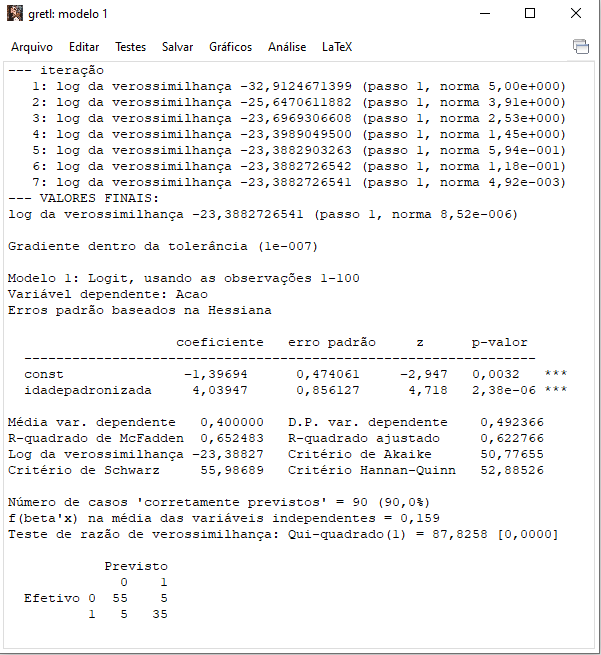 gretl: modelo 1
Arquivo Editar Testes Salvar Gráficos Análise LaTeX
--- iteração
1: log da verossimilhança -32,9124671399 (passo 1, norma 5,00e+000)
2: log da verossimilhança -25,6470611882 (passo 1, norma 3,91e+000)
3: log da verossimilhança -23,6969306608 (passo 1, norma 2,53e+000)
4: log da verossimilhança -23,3989049500 (passo 1, norma 1,45e+000)
5: log da verossimilhança -23,3882903263 (passo 1, norma 5,94e-001)
6: log da verossimilhança -23,3882726542 (passo 1, norma 1,18e-001)
7: log da verossimilhança -23,3882726541 (passo 1, norma 4,92e-003)
--- VALORES FINAIS:
log da verossimilhança -23,3882726541 (passo 1, norma 8,52e-006)
Gradiente dentro da tolerância (1e-007)
Modelo 1: Logit, usando as observações 1-100
Variável dependente: Acao
Erros padrão baseados na Hessiana
coeficiente erro padrão z p-valor
----------------------------------------------------------------
const -1,39694 0,474061 -2,947 0,0032 ***
idadepadronizada 4,03947 0,856127 4,718 2,38e-06 ***
Média var. dependente 0,400000 D.P. var. dependente 0,492366
R-quadrado de McFadden 0,652483 R-quadrado ajustado 0,622766
Log da verossimilhança -23,38827 Critério de Akaike 50,77655
Critério de Schwarz 55,98689 Critério Hannan-Quinn 52,88526
Número de casos 'corretamente previstos' = 90 (90,0%)
f(beta'x) na média das variáveis independentes = 0,159
Teste de razão de verossimilhança: Qui-quadrado(1) = 87,8258 [0,0000]
Previsto
0 1
Efetivo 0 55 5
1 5 35